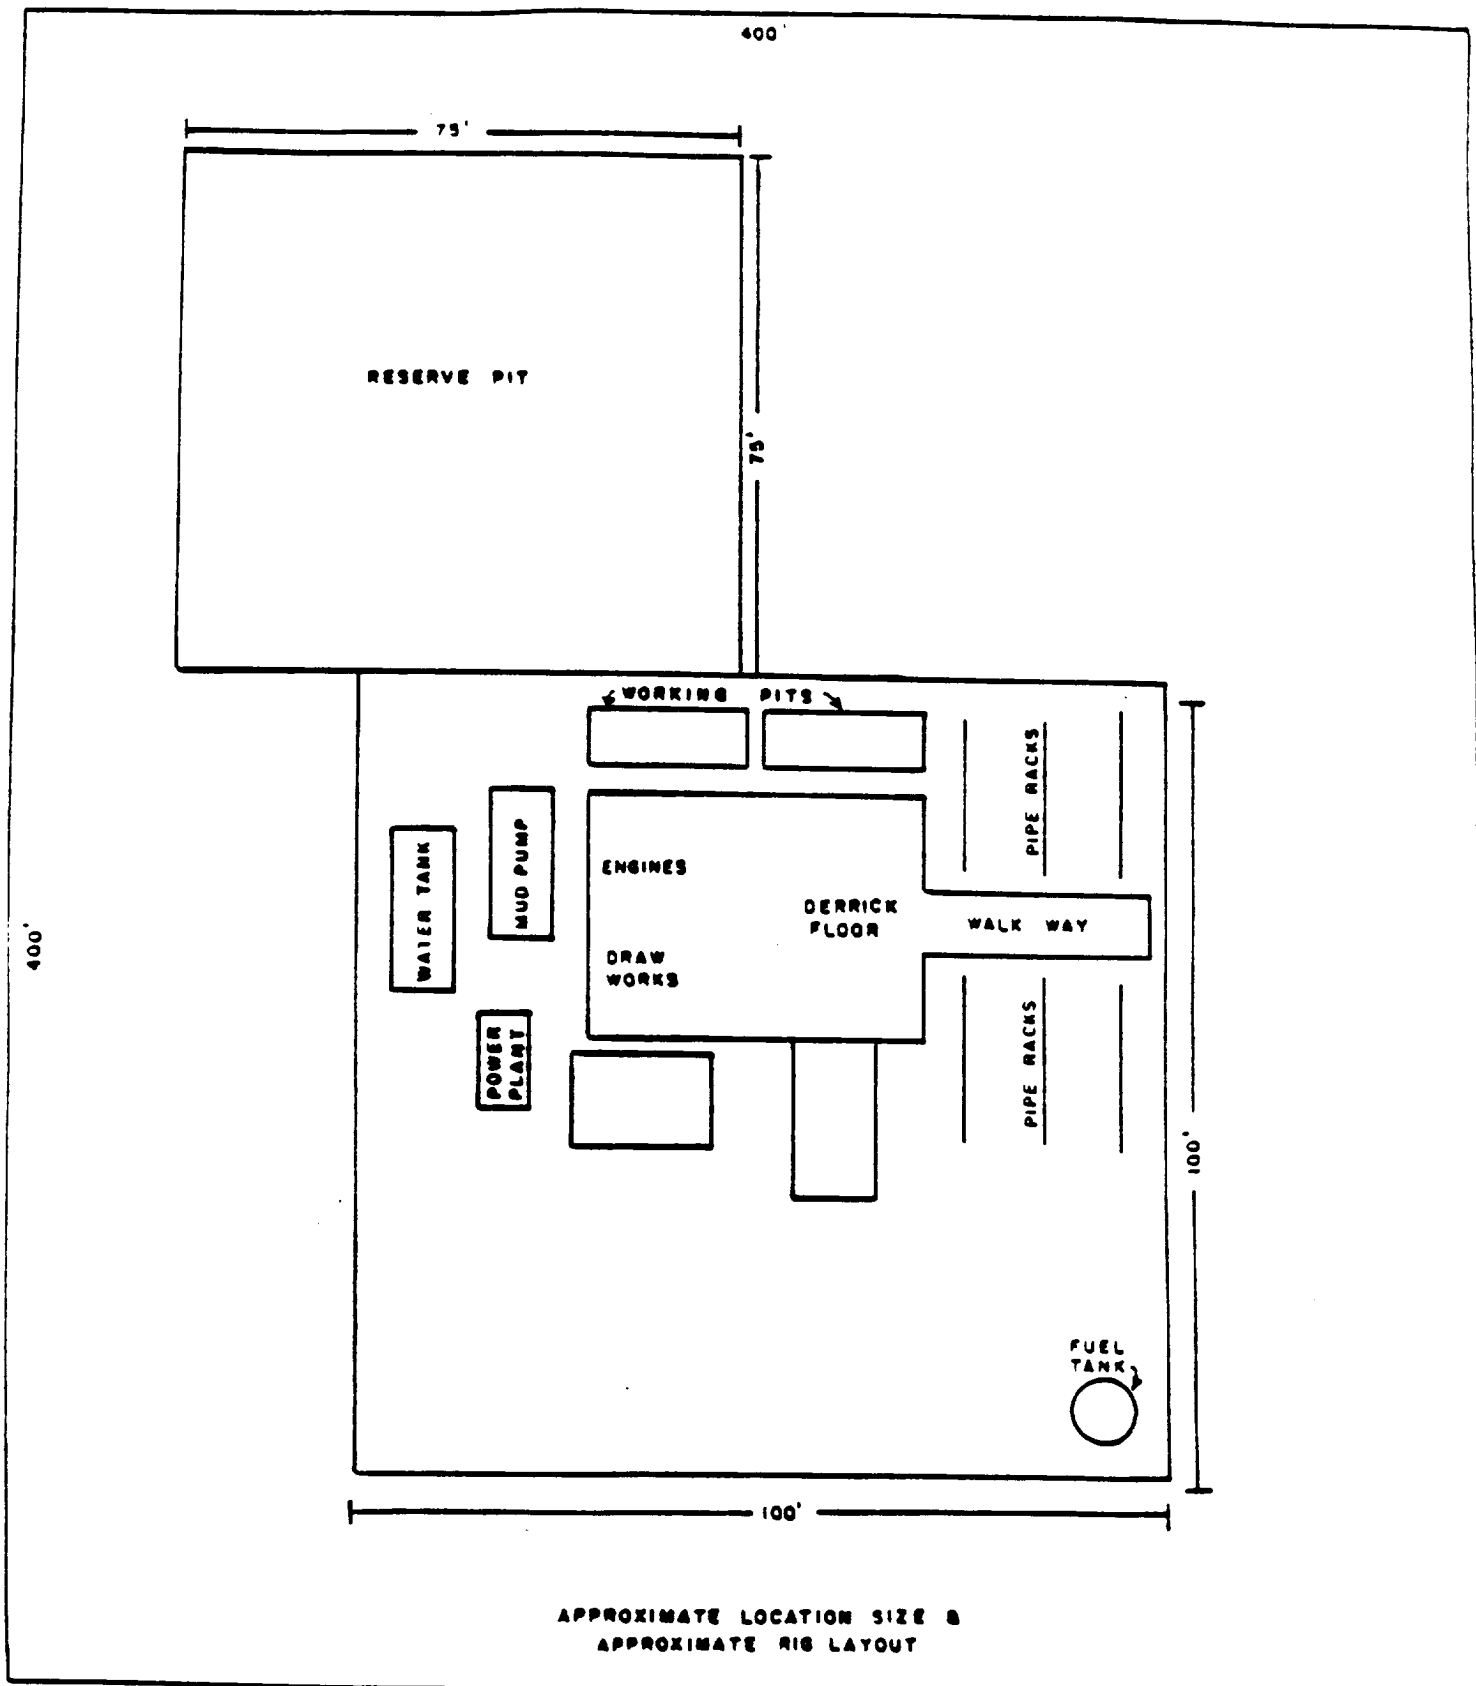 400'
75'
RESERVE PIT
75'
WORKING PITS
PIPE RACKS
MUD PUMP
WATER TANK
ENGINES
DERRICK
FLOOR
WALK WAY
400'
DRAW
WORKS
PIPE RACKS
POWER
PLANT
100'
FUEL
TANK
100'
APPROXIMATE LOCATION SIZE &
APPROXIMATE RIG LAYOUT